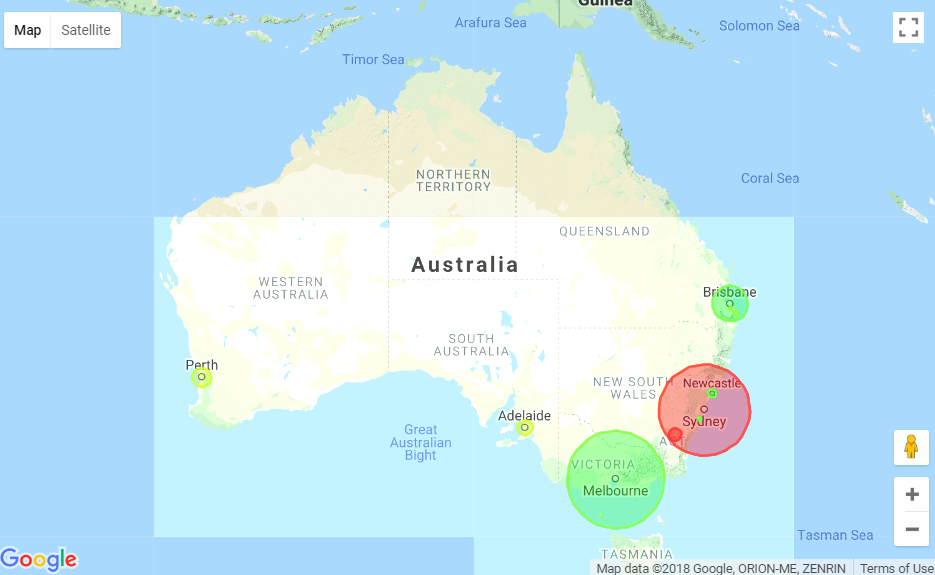 Guinea
Arafura Sea
Solomon Sea
Map
Satellite
Timor Sea
NORTHERN
TERRITORY
Coral Sea
QUEENSLAND
Australia
WESTERN
AUSTRALIA
Brisbane
SOUTH
AUSTRALIA
Perth
NEW SOUTH
WALES
Newcastle
Adelaide
Sydney
Great
Australian
Bight
VICTORIA
Melbourne
Tasman Sea
TASMANIA
Google
Map data ©2018 Google, ORION-ME, ZENRIN
Terms of Use